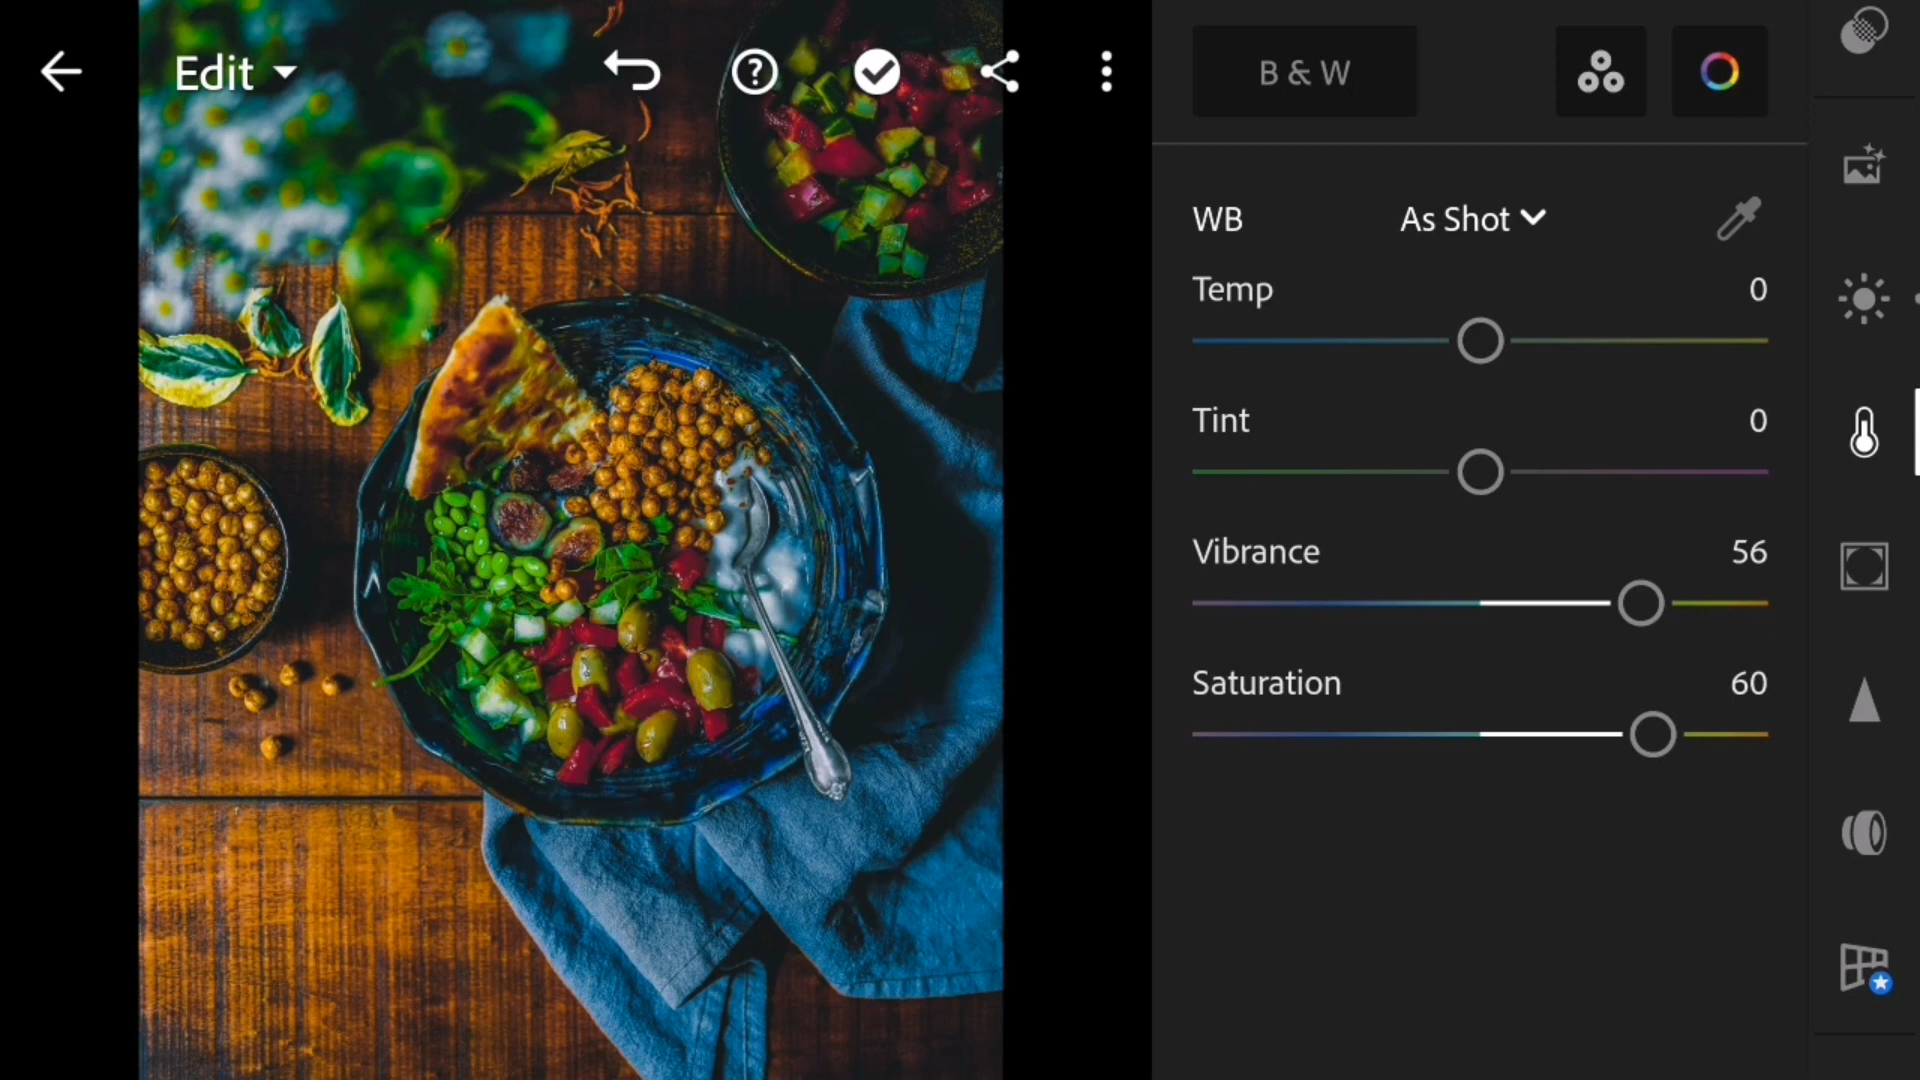 Edit
B & W
WB As Shot
Temp 0
Tint 0
Vibrance 56
Saturation 60